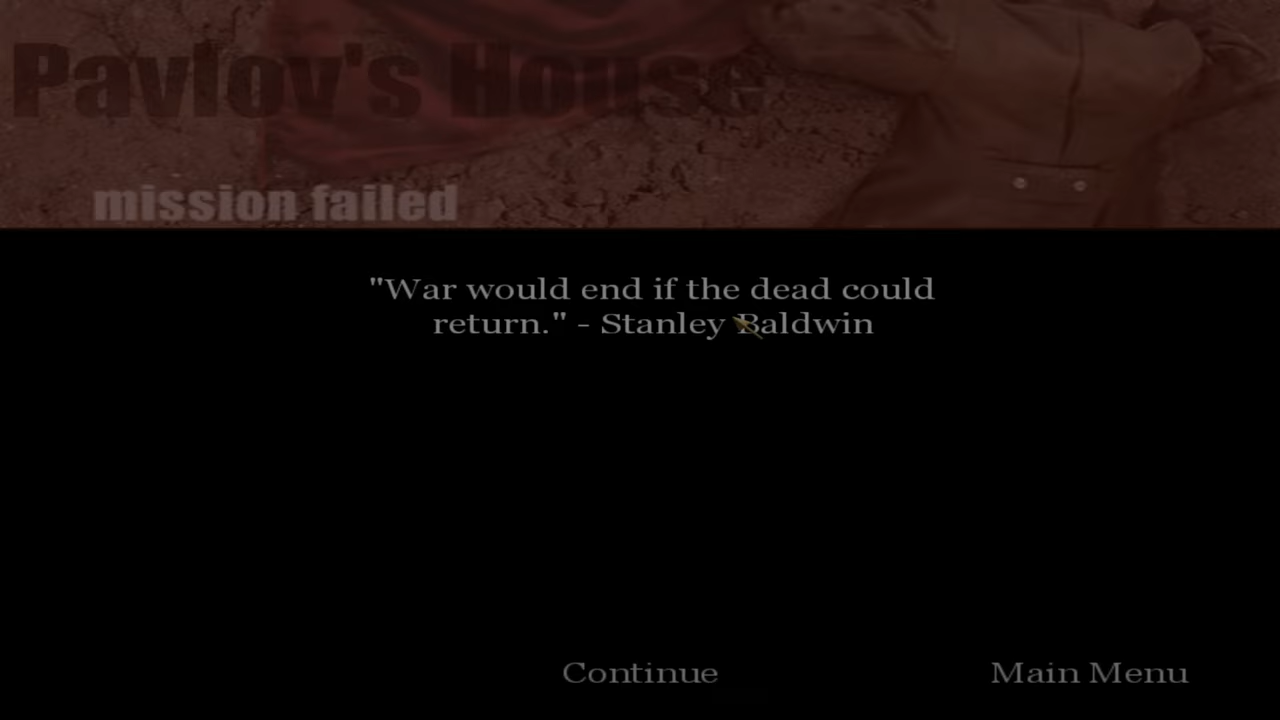 Pavlov's House
mission failed
"War would end if the dead could
return." - Stanley Baldwin
Continue
Main Menu